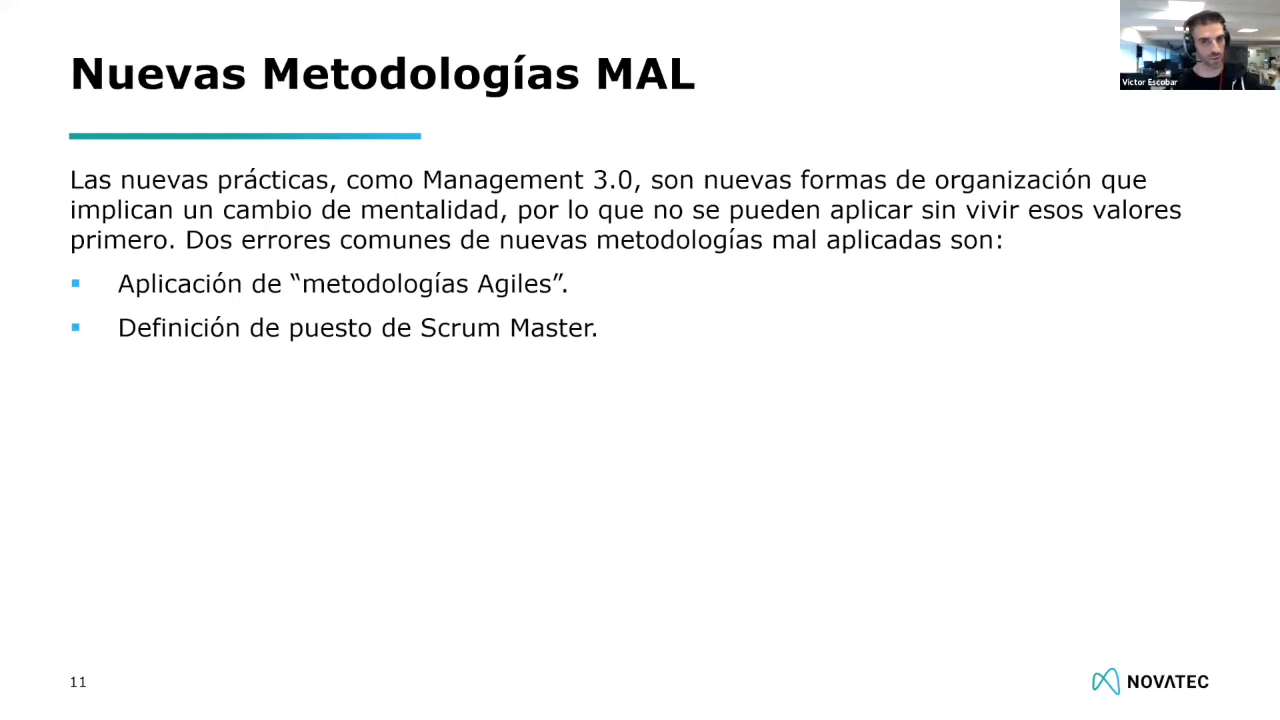 Nuevas Metodologías MAL
Victor Escobar
Las nuevas prácticas, como Management 3.0, son nuevas formas de organización que
implican un cambio de mentalidad, por lo que no se pueden aplicar sin vivir esos valores
primero. Dos errores comunes de nuevas metodologías mal aplicadas son:
▪ Aplicación de “metodologías Agiles”.
▪ Definición de puesto de Scrum Master.
11
NOVATEC